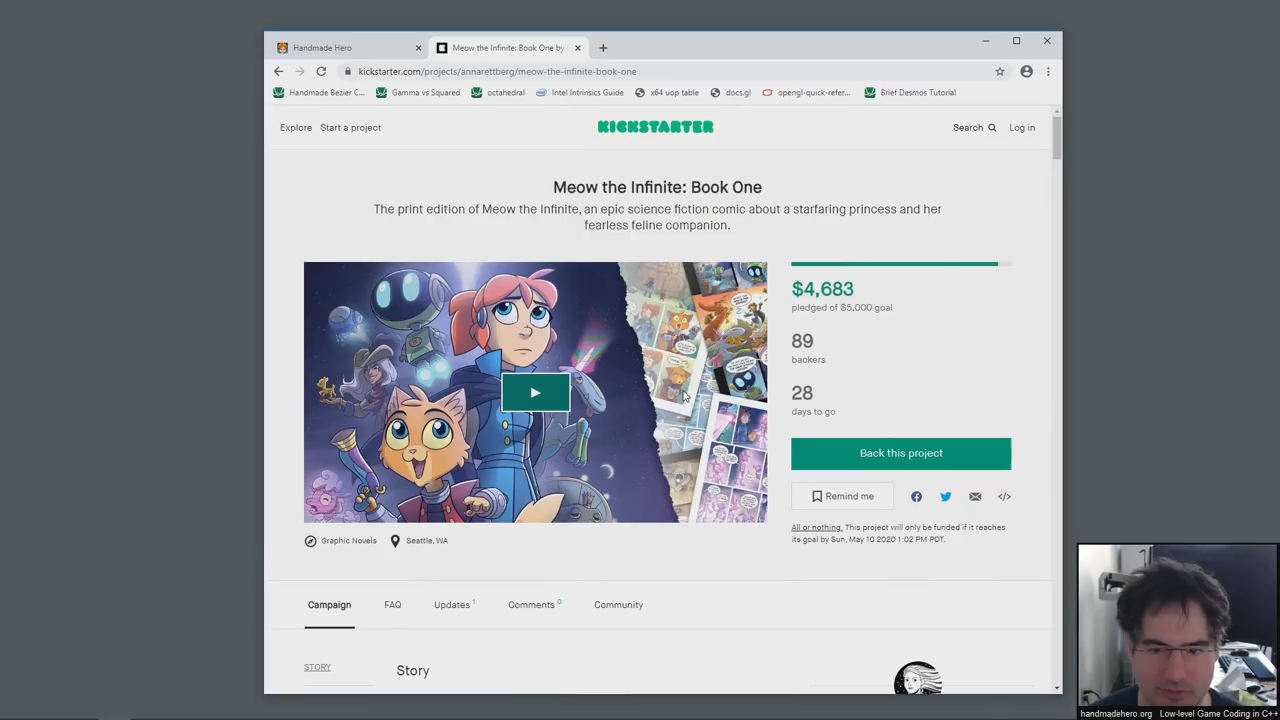 Handmade Hero
Meow the Infinite: Book One by
kickstarter.com/projects/annarettberg/meow-the-infinite-book-one
Handmade Bezier C...
Gamma vs Squared
octahedral
Intel Intrinsics Guide
x64 uop table
docs.gl
opengl-quick-refer...
Brief Desmos Tutorial
Explore
Start a project
KICKSTARTER
Search
Log in
Meow the Infinite: Book One
The print edition of Meow the Infinite, an epic science fiction comic about a starfaring princess and her
fearless feline companion.
$4,683
pledged of $5,000 goal
89
backers
28
days to go
Back this project
Remind me
All or nothing. This project will only be funded if it reaches
its goal by Sun, May 10 2020 1:02 PM PDT.
Graphic Novels
Seattle, WA
Campaign
FAQ
Updates 1
Comments 0
Community
STORY
Story
handmadehero.org Low-level Game Coding in C++